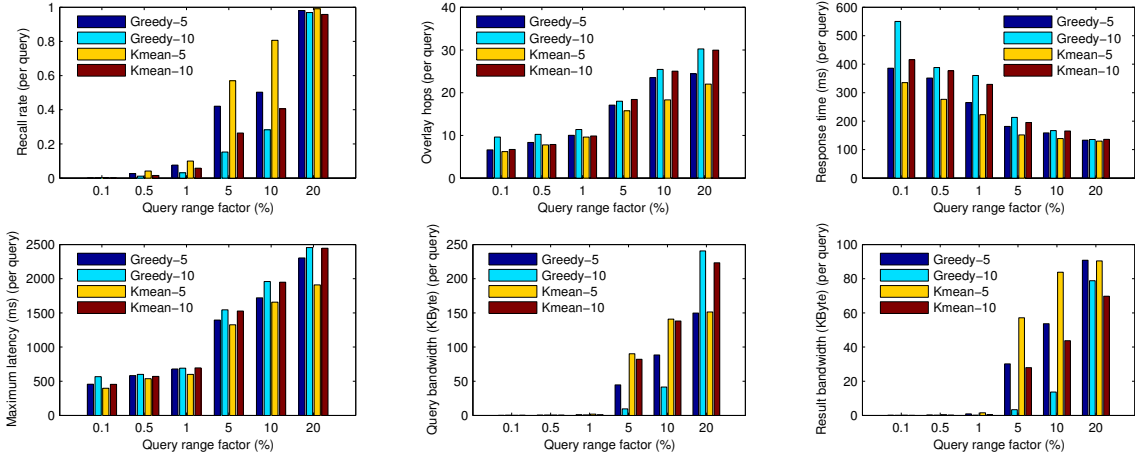 Recall rate (per query)
1
0.8
0.6
0.4
0.2
0
Greedy−5
Greedy−10
Kmean−5
Kmean−10
0.1 0.5 1 5 10 20
Query range factor (%)
Overlay hops (per query)
40
30
20
10
0
Greedy−5
Greedy−10
Kmean−5
Kmean−10
0.1 0.5 1 5 10 20
Query range factor (%)
Response time (ms) (per query)
600
500
400
300
200
100
0
Greedy−5
Greedy−10
Kmean−5
Kmean−10
0.1 0.5 1 5 10 20
Query range factor (%)
Maximum latency (ms) (per query)
2500
2000
1500
1000
500
0
Greedy−5
Greedy−10
Kmean−5
Kmean−10
0.1 0.5 1 5 10 20
Query range factor (%)
Query bandwidth (KByte) (per query)
250
200
150
100
50
0
Greedy−5
Greedy−10
Kmean−5
Kmean−10
0.1 0.5 1 5 10 20
Query range factor (%)
Result bandwidth (KByte) (per query)
100
80
60
40
20
0
Greedy−5
Greedy−10
Kmean−5
Kmean−10
0.1 0.5 1 5 10 20
Query range factor (%)